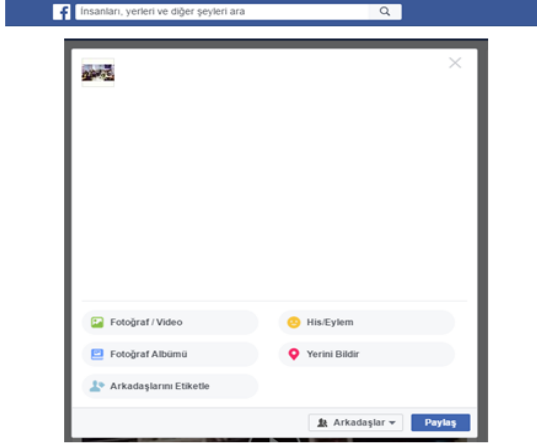 İnsanları, yerleri ve diğer şeyleri ara
Fotoğraf / Video
His/Eylem
Fotoğraf Albümü
Yerini Bildir
Arkadaşlarını Etiketle
Arkadaşlar
Paylaş